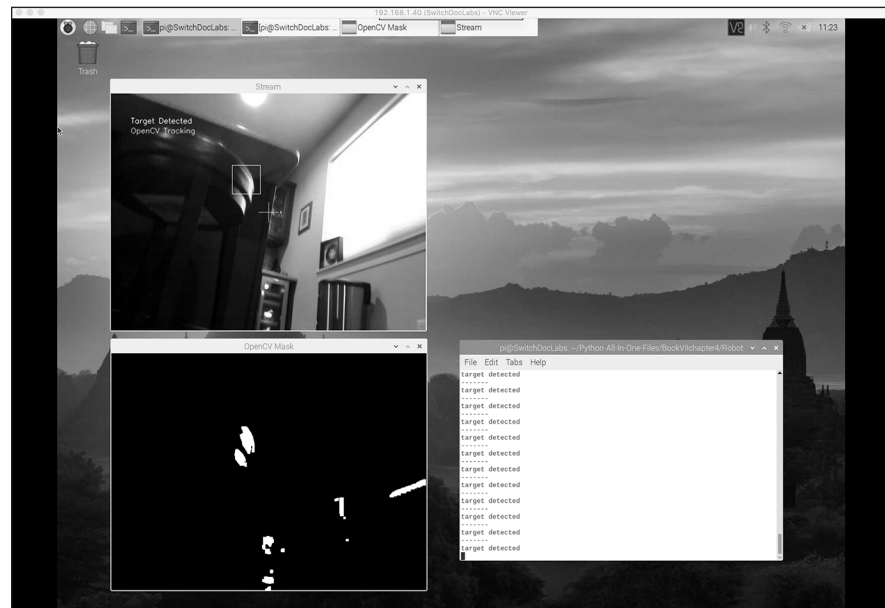 192.168.1.40 (SwitchDocLabs) - VNC Viewer
pi@SwitchDocLabs: ...
[pi@SwitchDocLabs: ...
OpenCV Mask
Stream
11:23
Trash
Stream
Target Detected
OpenCV Tracking
OpenCV Mask
pi@SwitchDocLabs: ~/Python-All-In-One-Files/BookVIIchapter4/Robot
File Edit Tabs Help
target detected
-------
target detected
-------
target detected
-------
target detected
-------
target detected
-------
target detected
-------
target detected
-------
target detected
-------
target detected
-------
target detected
-------
target detected
-------
target detected